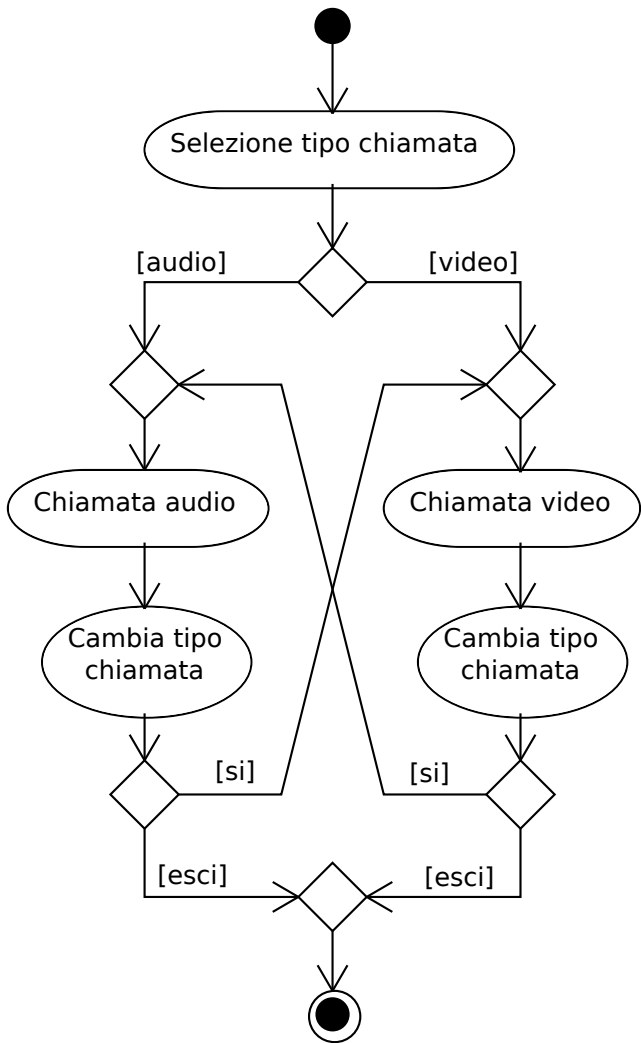 Selezione tipo chiamata
[audio]
[video]
Chiamata audio
Chiamata video
Cambia tipo
chiamata
Cambia tipo
chiamata
[si]
[si]
[esci]
[esci]